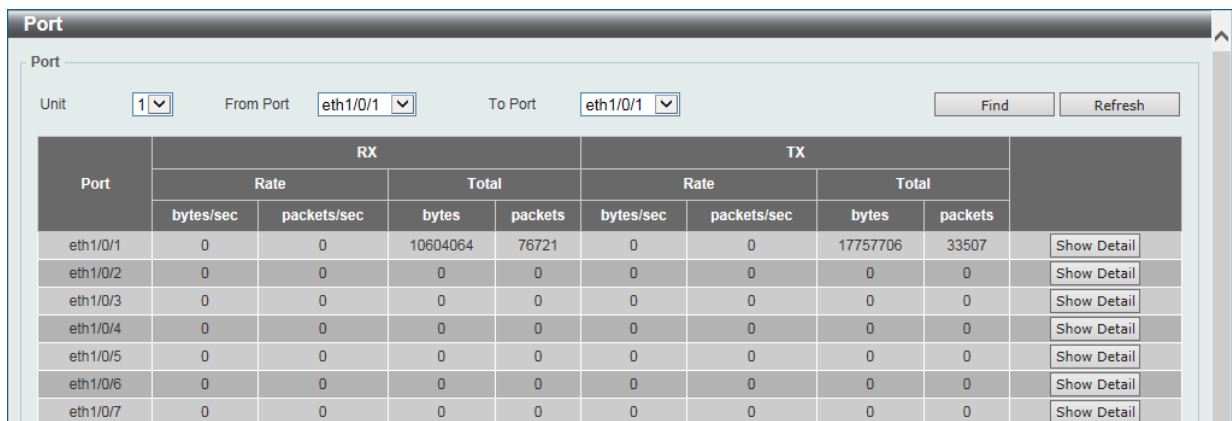 Port
Port
Unit 1 From Port eth1/0/1 To Port eth1/0/1 Find Refresh
RX TX
Port Rate Total Rate Total
bytes/sec packets/sec bytes packets bytes/sec packets/sec bytes packets
eth1/0/1 0 0 10604064 76721 0 0 17757706 33507 Show Detail
eth1/0/2 0 0 0 0 0 0 0 0 Show Detail
eth1/0/3 0 0 0 0 0 0 0 0 Show Detail
eth1/0/4 0 0 0 0 0 0 0 0 Show Detail
eth1/0/5 0 0 0 0 0 0 0 0 Show Detail
eth1/0/6 0 0 0 0 0 0 0 0 Show Detail
eth1/0/7 0 0 0 0 0 0 0 0 Show Detail